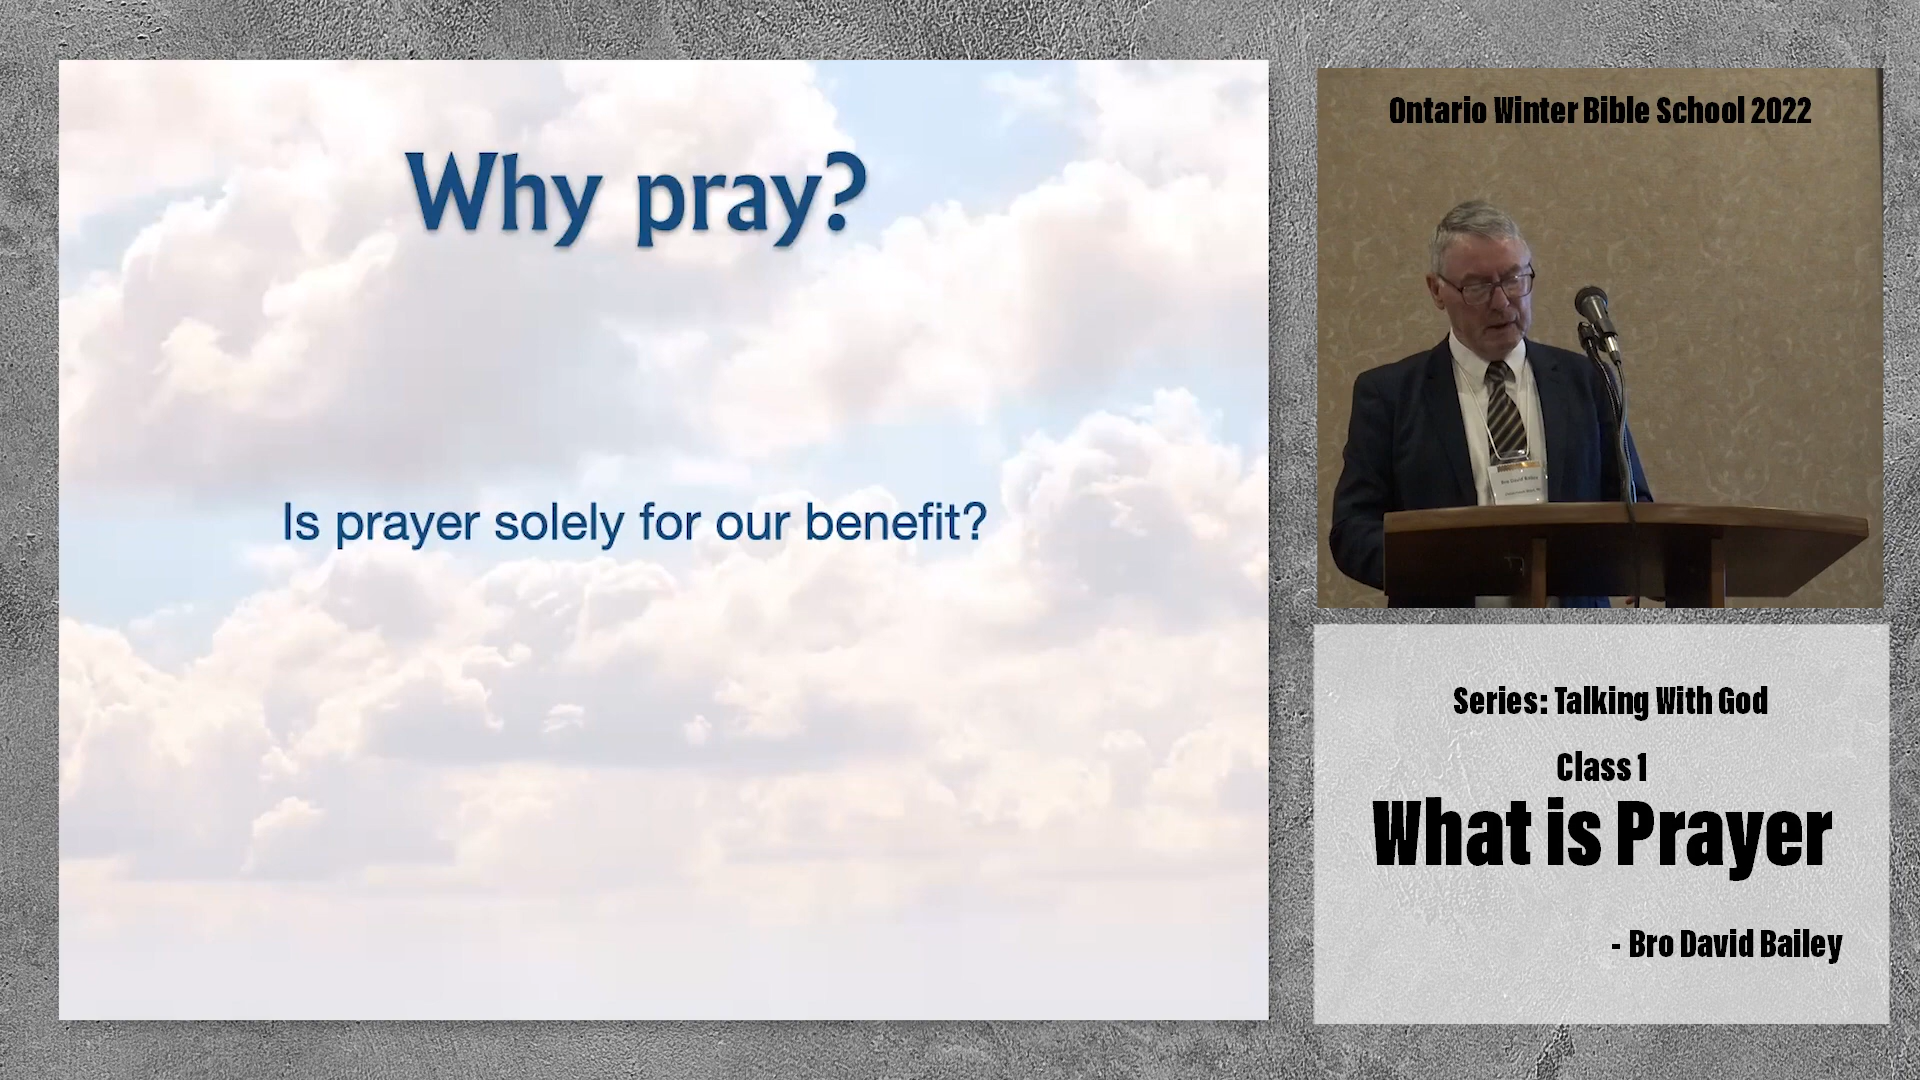 Why pray?
Is prayer solely for our benefit?
Ontario Winter Bible School 2022
Series: Talking With God
Class 1
What is Prayer
- Bro David Bailey